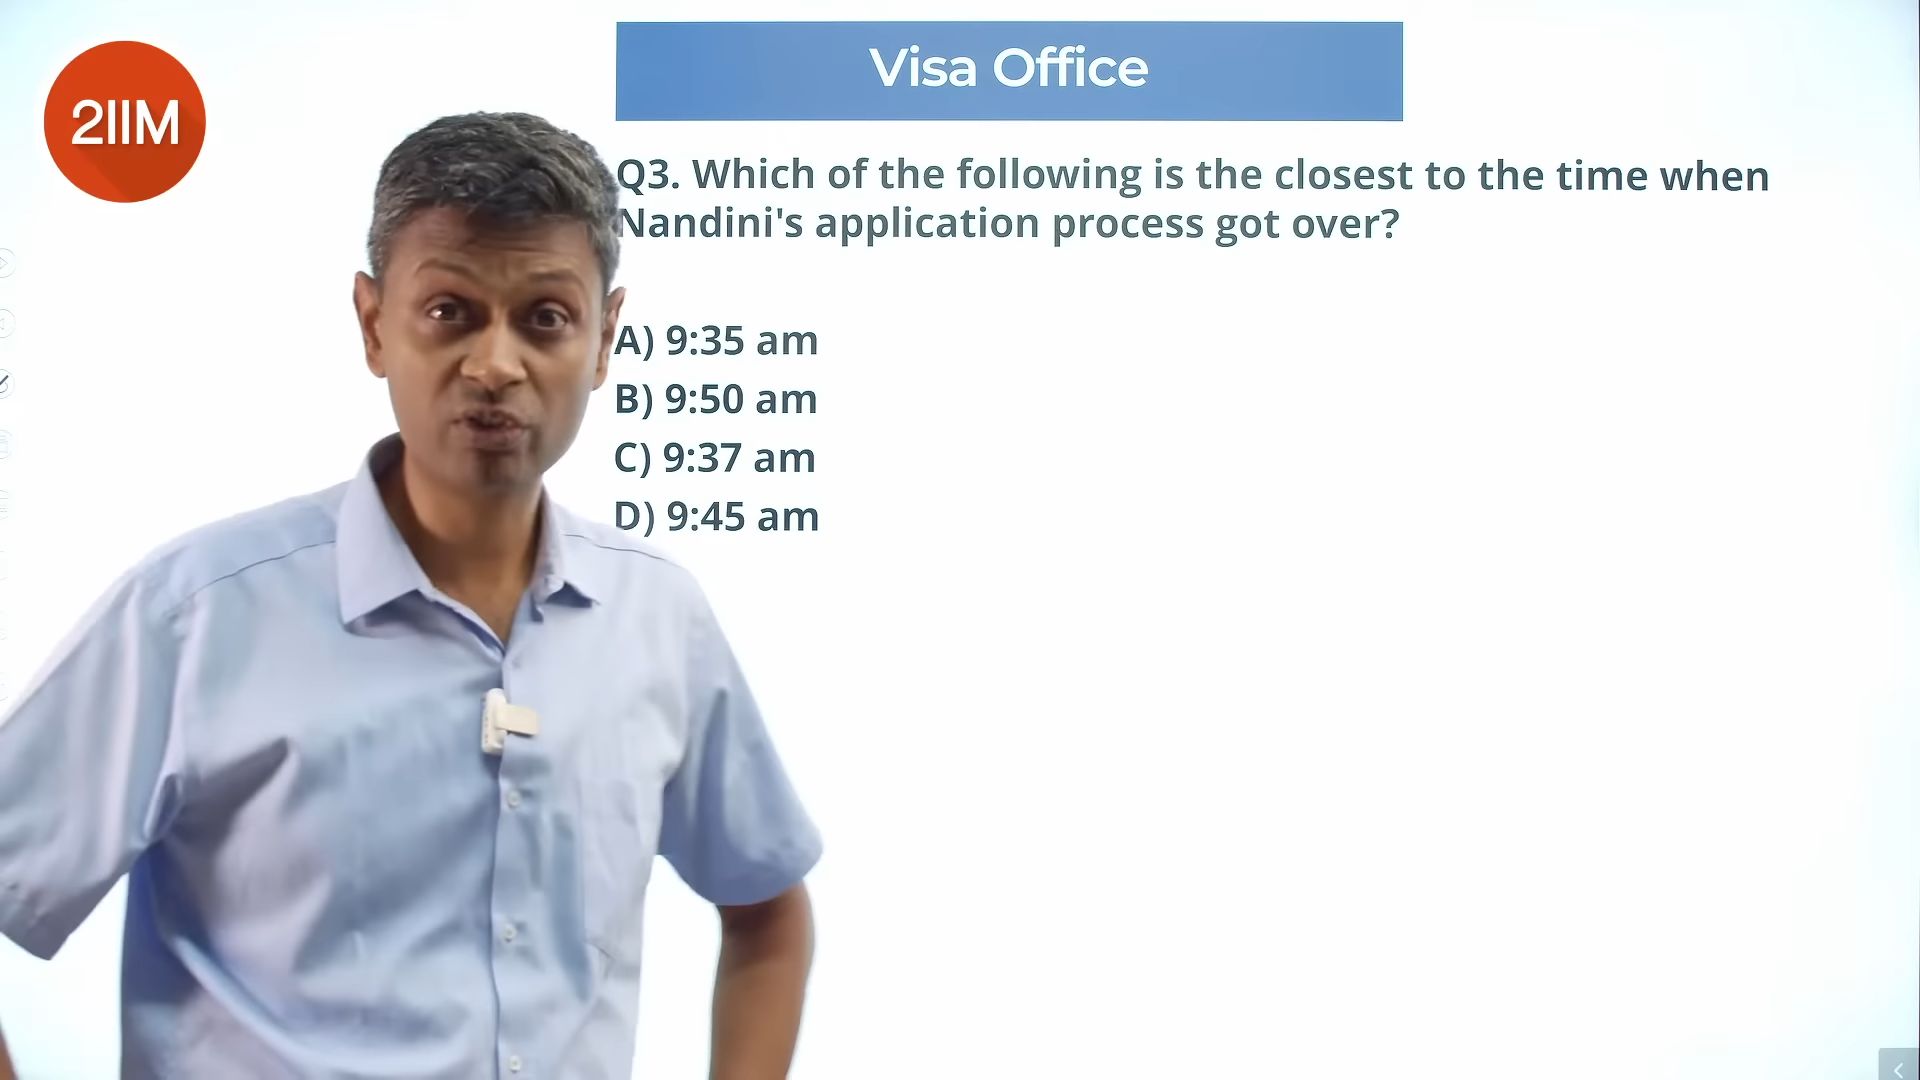 2IIM
Visa Office
Q3. Which of the following is the closest to the time when
Nandini's application process got over?
A) 9:35 am
B) 9:50 am
C) 9:37 am
D) 9:45 am